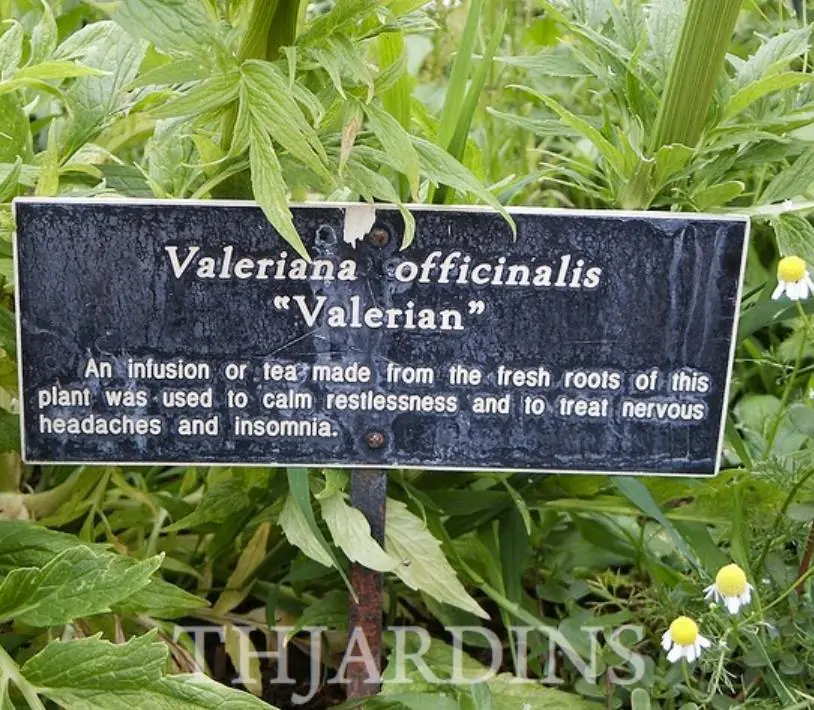 Valeriana officinalis
“Valerian”
An infusion or tea made from the fresh roots of this
plant was used to calm restlessness and to treat nervous
headaches and insomnia.
THJARDINS